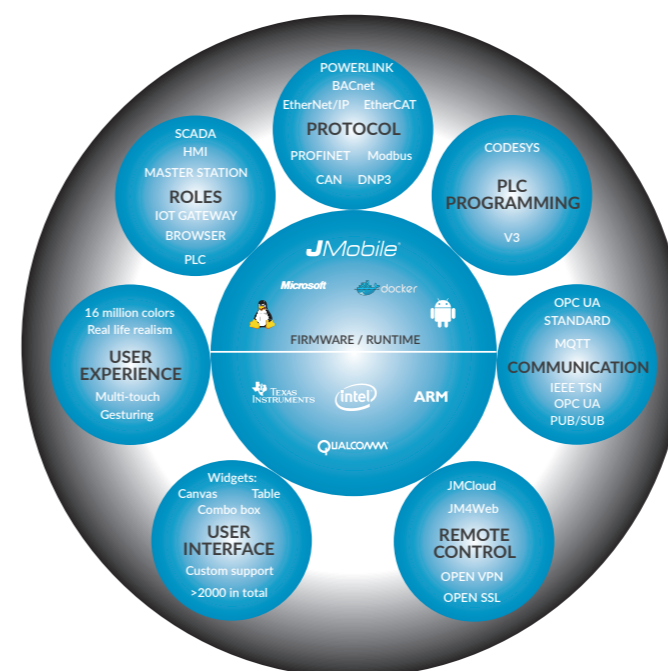 POWERLINK
BACnet
EtherNet/IP EtherCAT
PROTOCOL
PROFINET Modbus
CAN DNP3
SCADA
HMI
MASTER STATION
ROLES
IOT GATEWAY
BROWSER
PLC
CODESYS
PLC
PROGRAMMING
V3
JMobile®
Microsoft
docker
FIRMWARE / RUNTIME
TEXAS
INSTRUMENTS
intel
ARM
QUALCOMM
16 million colors
Real life realism
USER
EXPERIENCE
Multi-touch
Gesturing
OPC UA
STANDARD
MQTT
COMMUNICATION
IEEE TSN
OPC UA
PUB/SUB
Widgets:
Canvas Table
Combo box
USER
INTERFACE
Custom support
>2000 in total
JMCloud
JM4Web
REMOTE
CONTROL
OPEN VPN
OPEN SSL